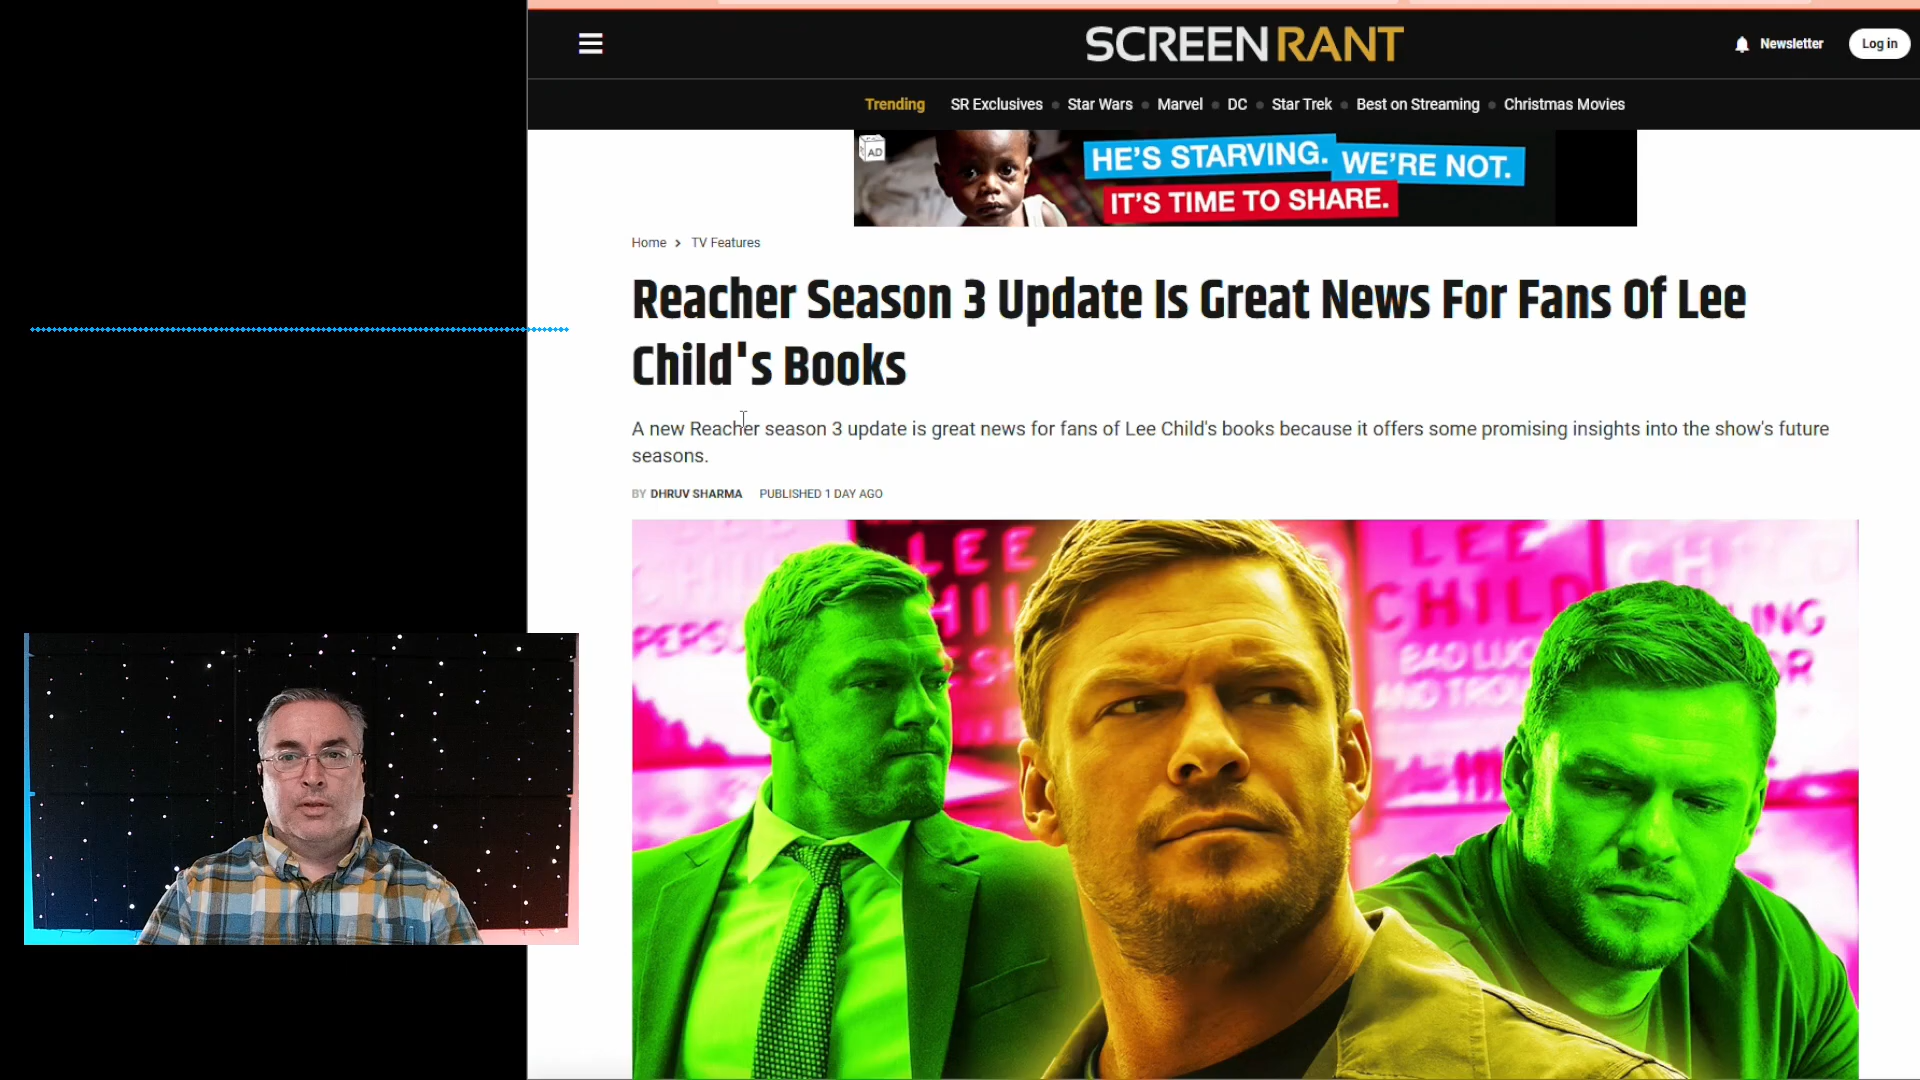 SCREENRANT
Newsletter
Log in
Trending SR Exclusives Star Wars Marvel DC Star Trek Best on Streaming Christmas Movies
AD
HE'S STARVING. WE'RE NOT.
IT'S TIME TO SHARE.
Home > TV Features
Reacher Season 3 Update Is Great News For Fans Of Lee
Child's Books
A new Reacher season 3 update is great news for fans of Lee Child's books because it offers some promising insights into the show's future
seasons.
BY DHRUV SHARMA PUBLISHED 1 DAY AGO
LEE
LEE
CHILD
BAD LUCK